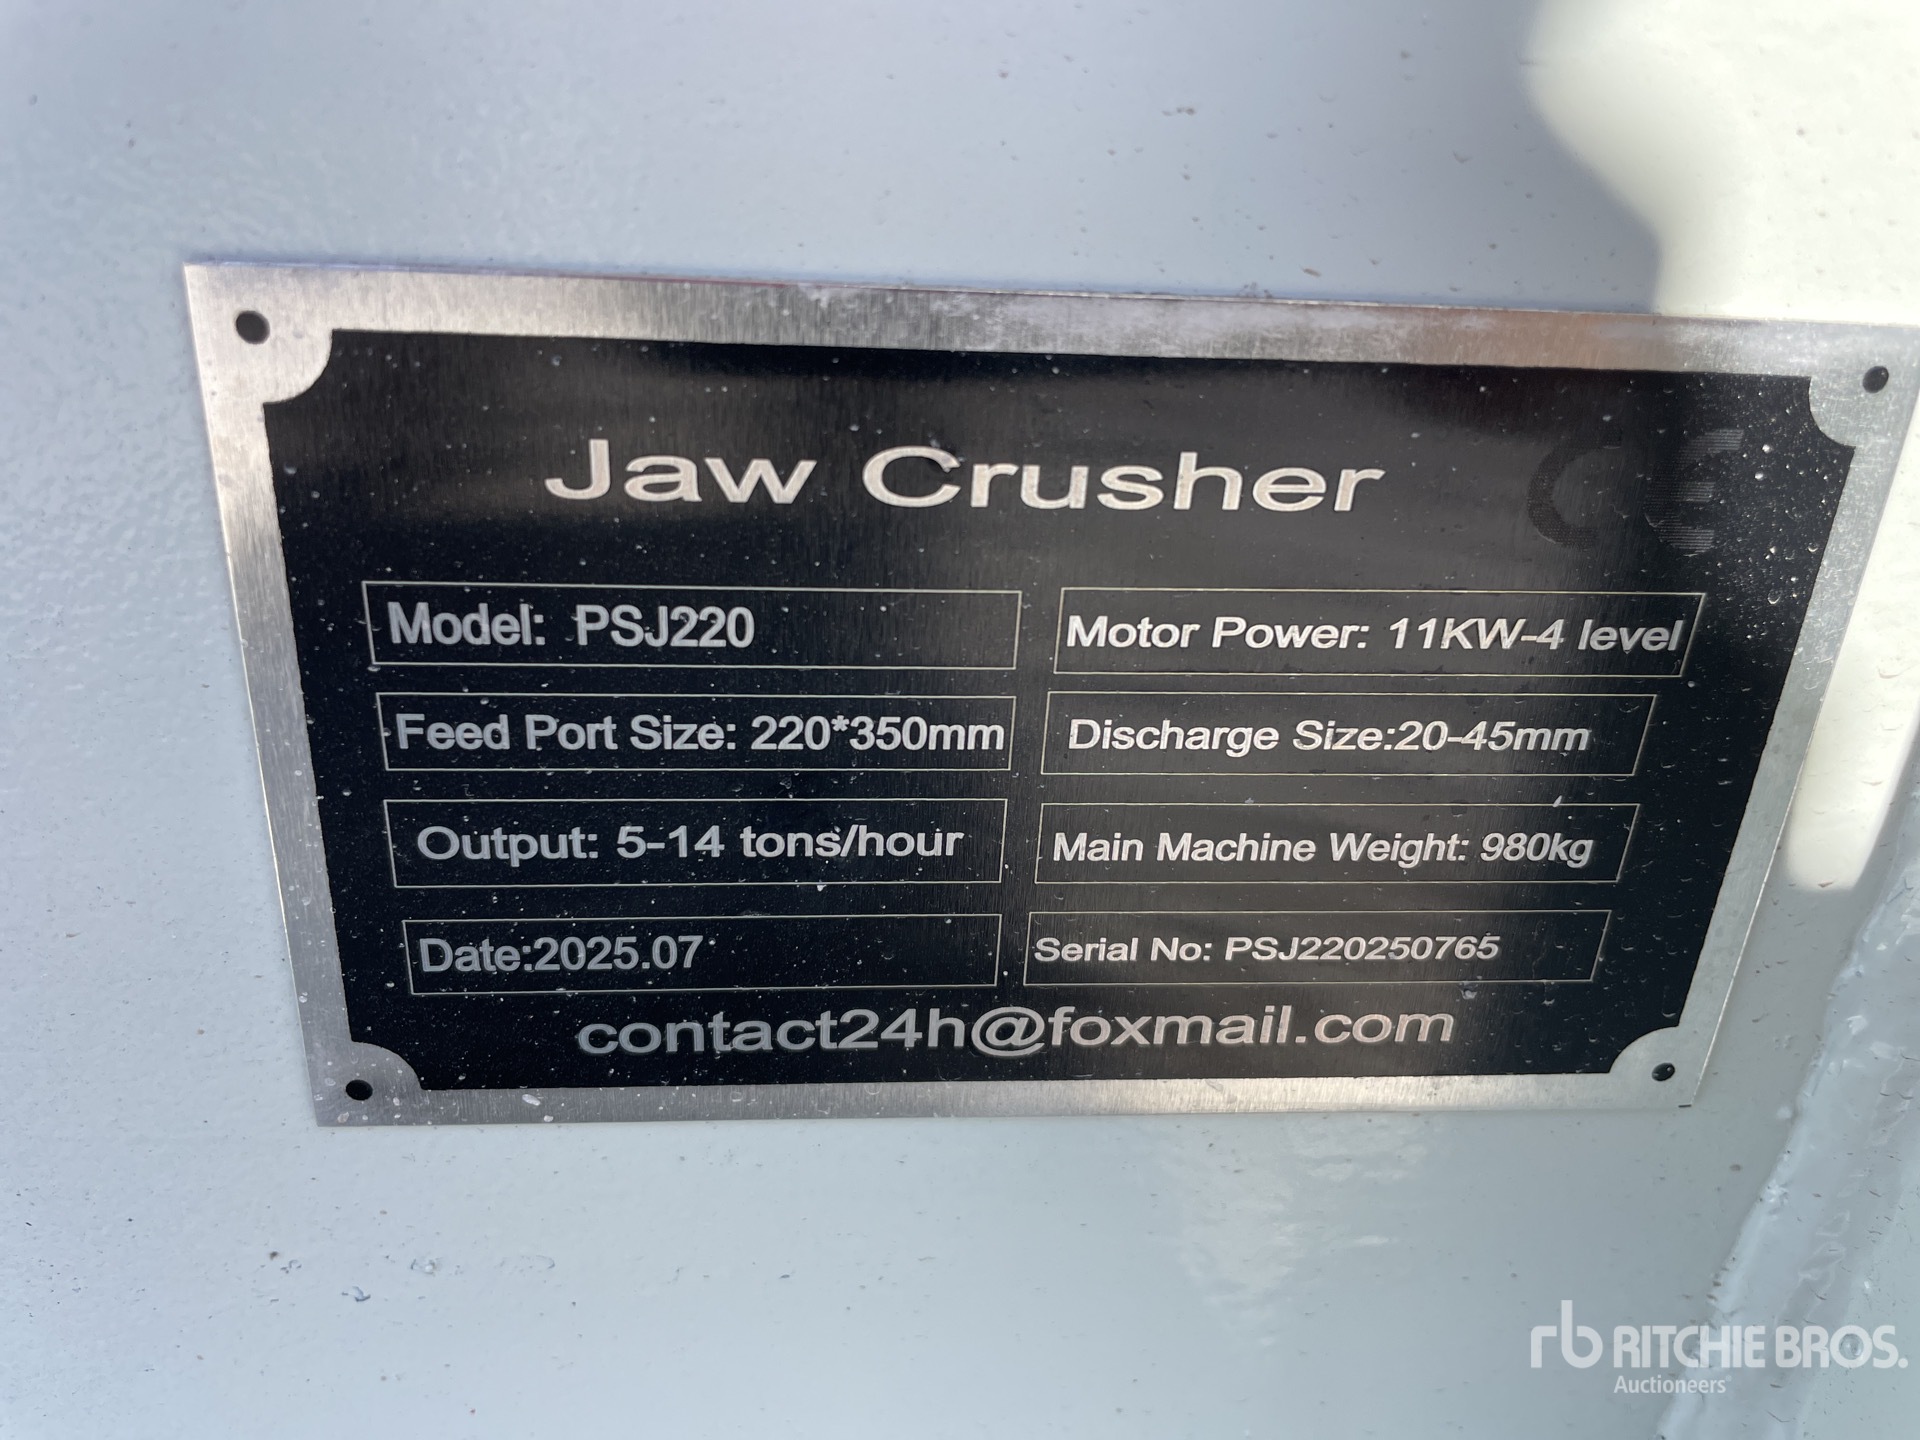 Jaw Crusher
CE
Model: PSJ220
Motor Power: 11KW-4 level
Feed Port Size: 220*350mm
Discharge Size:20-45mm
Output: 5-14 tons/hour
Main Machine Weight: 980kg
Date:2025.07
Serial No: PSJ220250765
contact24h@foxmail.com
rb RITCHIE BROS.
Auctioneers